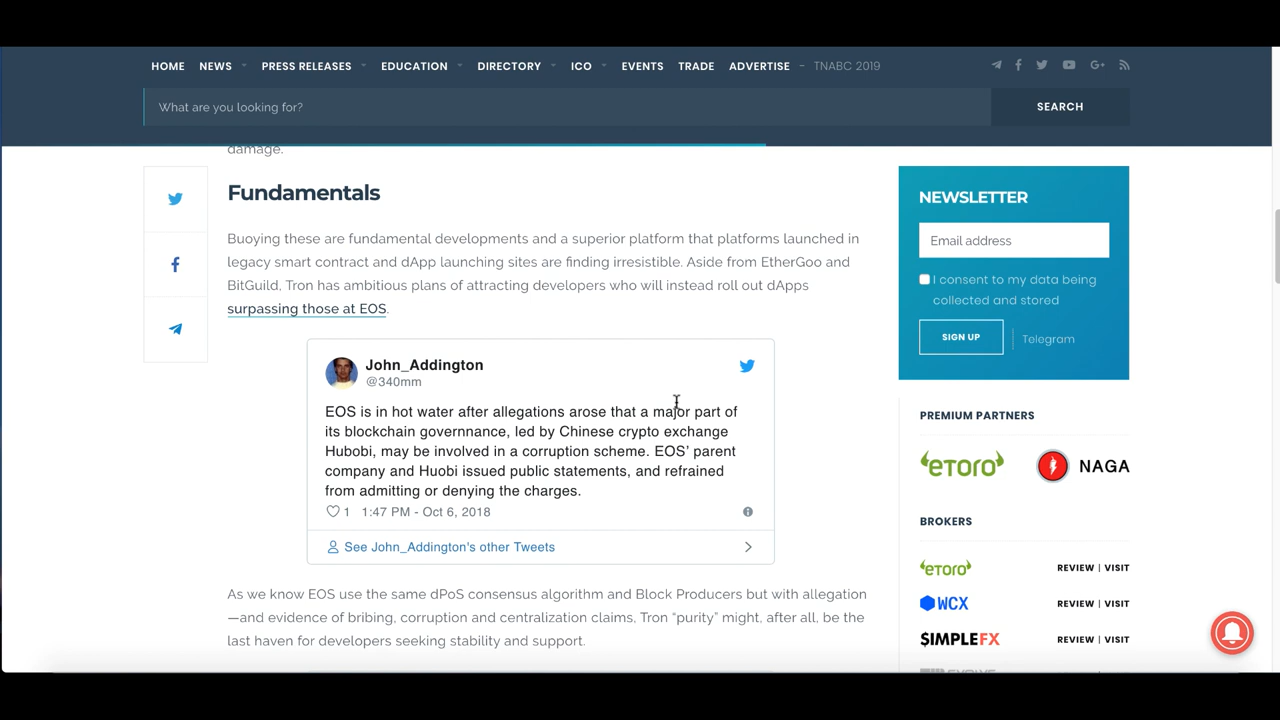 HOME NEWS PRESS RELEASES EDUCATION DIRECTORY ICO EVENTS TRADE ADVERTISE - TNABC 2019
What are you looking for?
SEARCH
damage.
Fundamentals
Buoying these are fundamental developments and a superior platform that platforms launched in
legacy smart contract and dApp launching sites are finding irresistible. Aside from EtherGoo and
BitGuild, Tron has ambitious plans of attracting developers who will instead roll out dApps
surpassing those at EOS.
John_Addington
@340mm
EOS is in hot water after allegations arose that a major part of
its blockchain governnance, led by Chinese crypto exchange
Hubobi, may be involved in a corruption scheme. EOS' parent
company and Huobi issued public statements, and refrained
from admitting or denying the charges.
1 1:47 PM - Oct 6, 2018
See John_Addington's other Tweets
As we know EOS use the same dPoS consensus algorithm and Block Producers but with allegation
—and evidence of bribing, corruption and centralization claims, Tron “purity” might, after all, be the
last haven for developers seeking stability and support.
NEWSLETTER
Email address
I consent to my data being
collected and stored
SIGN UP Telegram
PREMIUM PARTNERS
eToro NAGA
BROKERS
eToro REVIEW | VISIT
WCX REVIEW | VISIT
$IMPLEFX REVIEW | VISIT